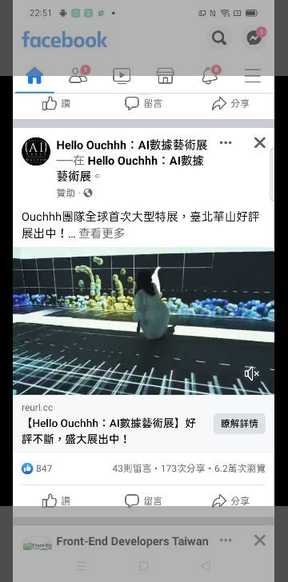 22:51
facebook
讚 留言 分享
Hello Ouchhh：AI數據藝術展
——在 Hello Ouchhh：AI數據
藝術展。
贊助・
Ouchhh團隊全球首次大型特展，臺北華山好評
展出中！... 查看更多
reurl.cc
【Hello Ouchhh：AI數據藝術展】好
評不斷，盛大展出中！
瞭解詳情
847 43則留言・173次分享・6.2萬次瀏覽
讚 留言 分享
Front-End Developers Taiwan